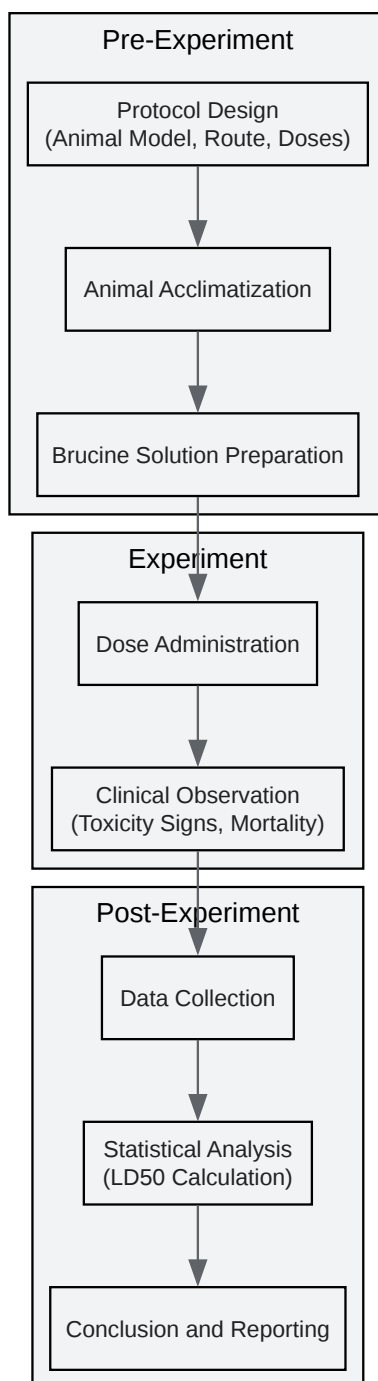 Pre-Experiment
Protocol Design
(Animal Model, Route, Doses)
Animal Acclimatization
Brucine Solution Preparation
Experiment
Dose Administration
Clinical Observation
(Toxicity Signs, Mortality)
Post-Experiment
Data Collection
Statistical Analysis
(LD50 Calculation)
Conclusion and Reporting